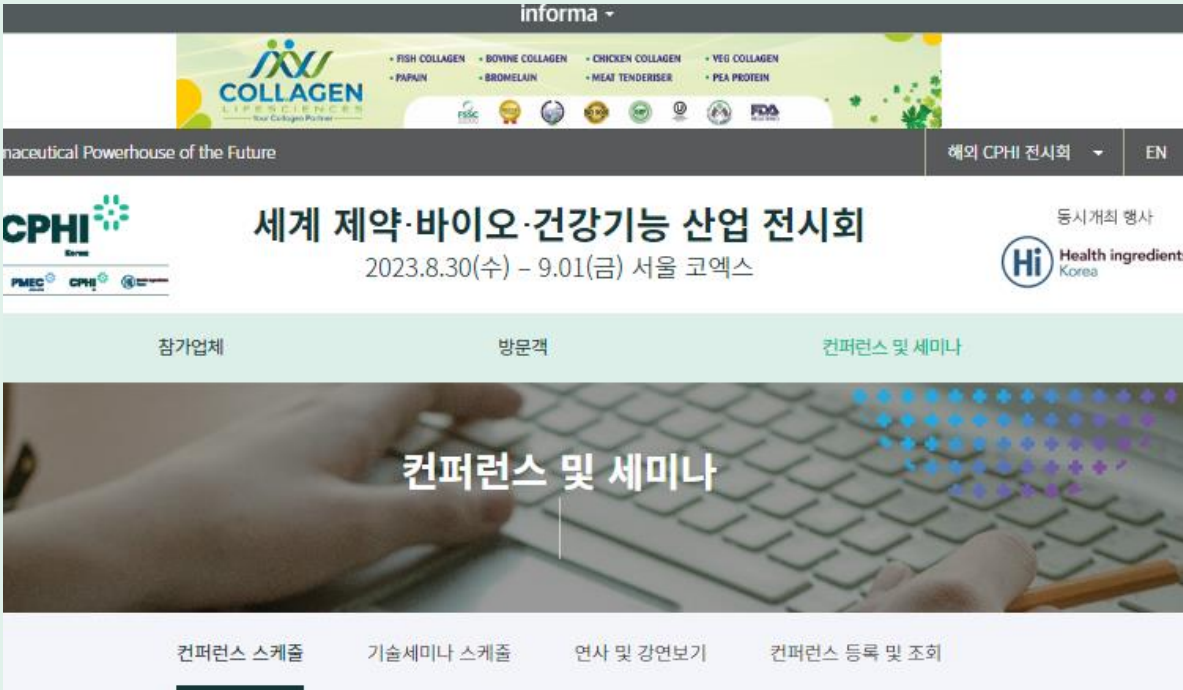 informa
COLLAGEN
LIFESCIENCES
Your Collagen Partner
• FISH COLLAGEN • BOVINE COLLAGEN • CHICKEN COLLAGEN • VEG COLLAGEN
• PAPAIN • BROMELAIN • MEAT TENDERISER • PEA PROTEIN
FSSC
FDA
naceutical Powerhouse of the Future
해외 CPHI 전시회
EN
CPHI
Korea
PMEC CPHI
세계 제약·바이오·건강기능 산업 전시회
2023.8.30(수) – 9.01(금) 서울 코엑스
동시개최 행사
Hi Health ingredients
Korea
참가업체 방문객 컨퍼런스 및 세미나
컨퍼런스 및 세미나
컨퍼런스 스케줄 기술세미나 스케줄 연사 및 강연보기 컨퍼런스 등록 및 조회